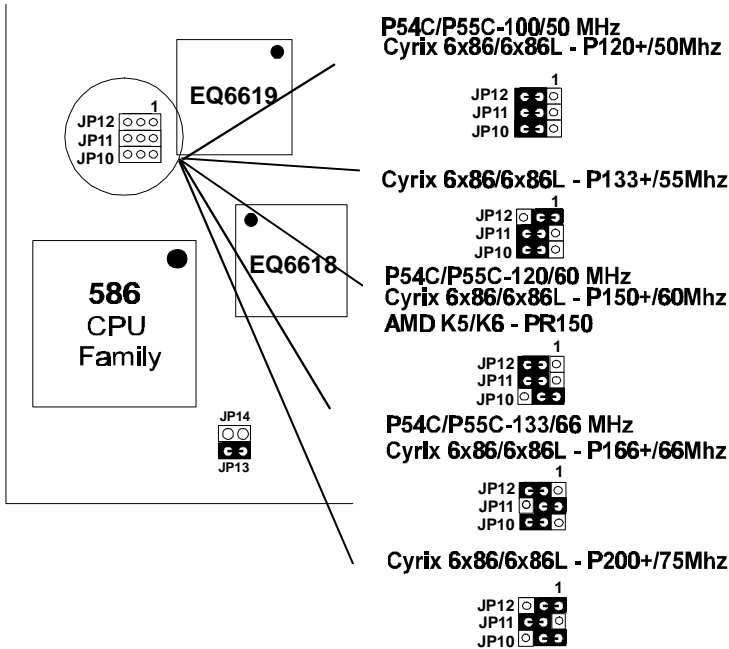 EQ6619
1
JP12
JP11
JP10
EQ6618
586
CPU
Family
JP14
JP13
P54C/P55C-100/50 MHz
Cyrix 6x86/6x86L - P120+/50Mhz
1
JP12
JP11
JP10
Cyrix 6x86/6x86L - P133+/55Mhz
1
JP12
JP11
JP10
P54C/P55C-120/60 MHz
Cyrix 6x86/6x86L - P150+/60Mhz
AMD K5/K6 - PR150
1
JP12
JP11
JP10
P54C/P55C-133/66 MHz
Cyrix 6x86/6x86L - P166+/66Mhz
1
JP12
JP11
JP10
Cyrix 6x86/6x86L - P200+/75Mhz
1
JP12
JP11
JP10